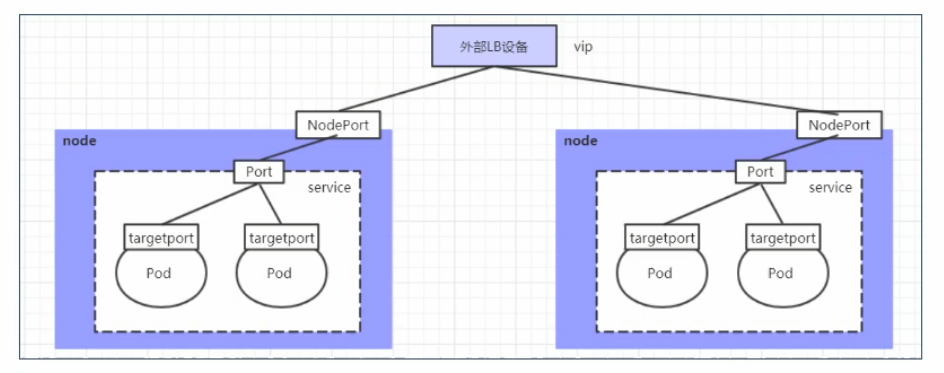 外部LB设备
vip
NodePort
NodePort
node
node
Port
Port
service
service
targetport
targetport
targetport
targetport
Pod
Pod
Pod
Pod